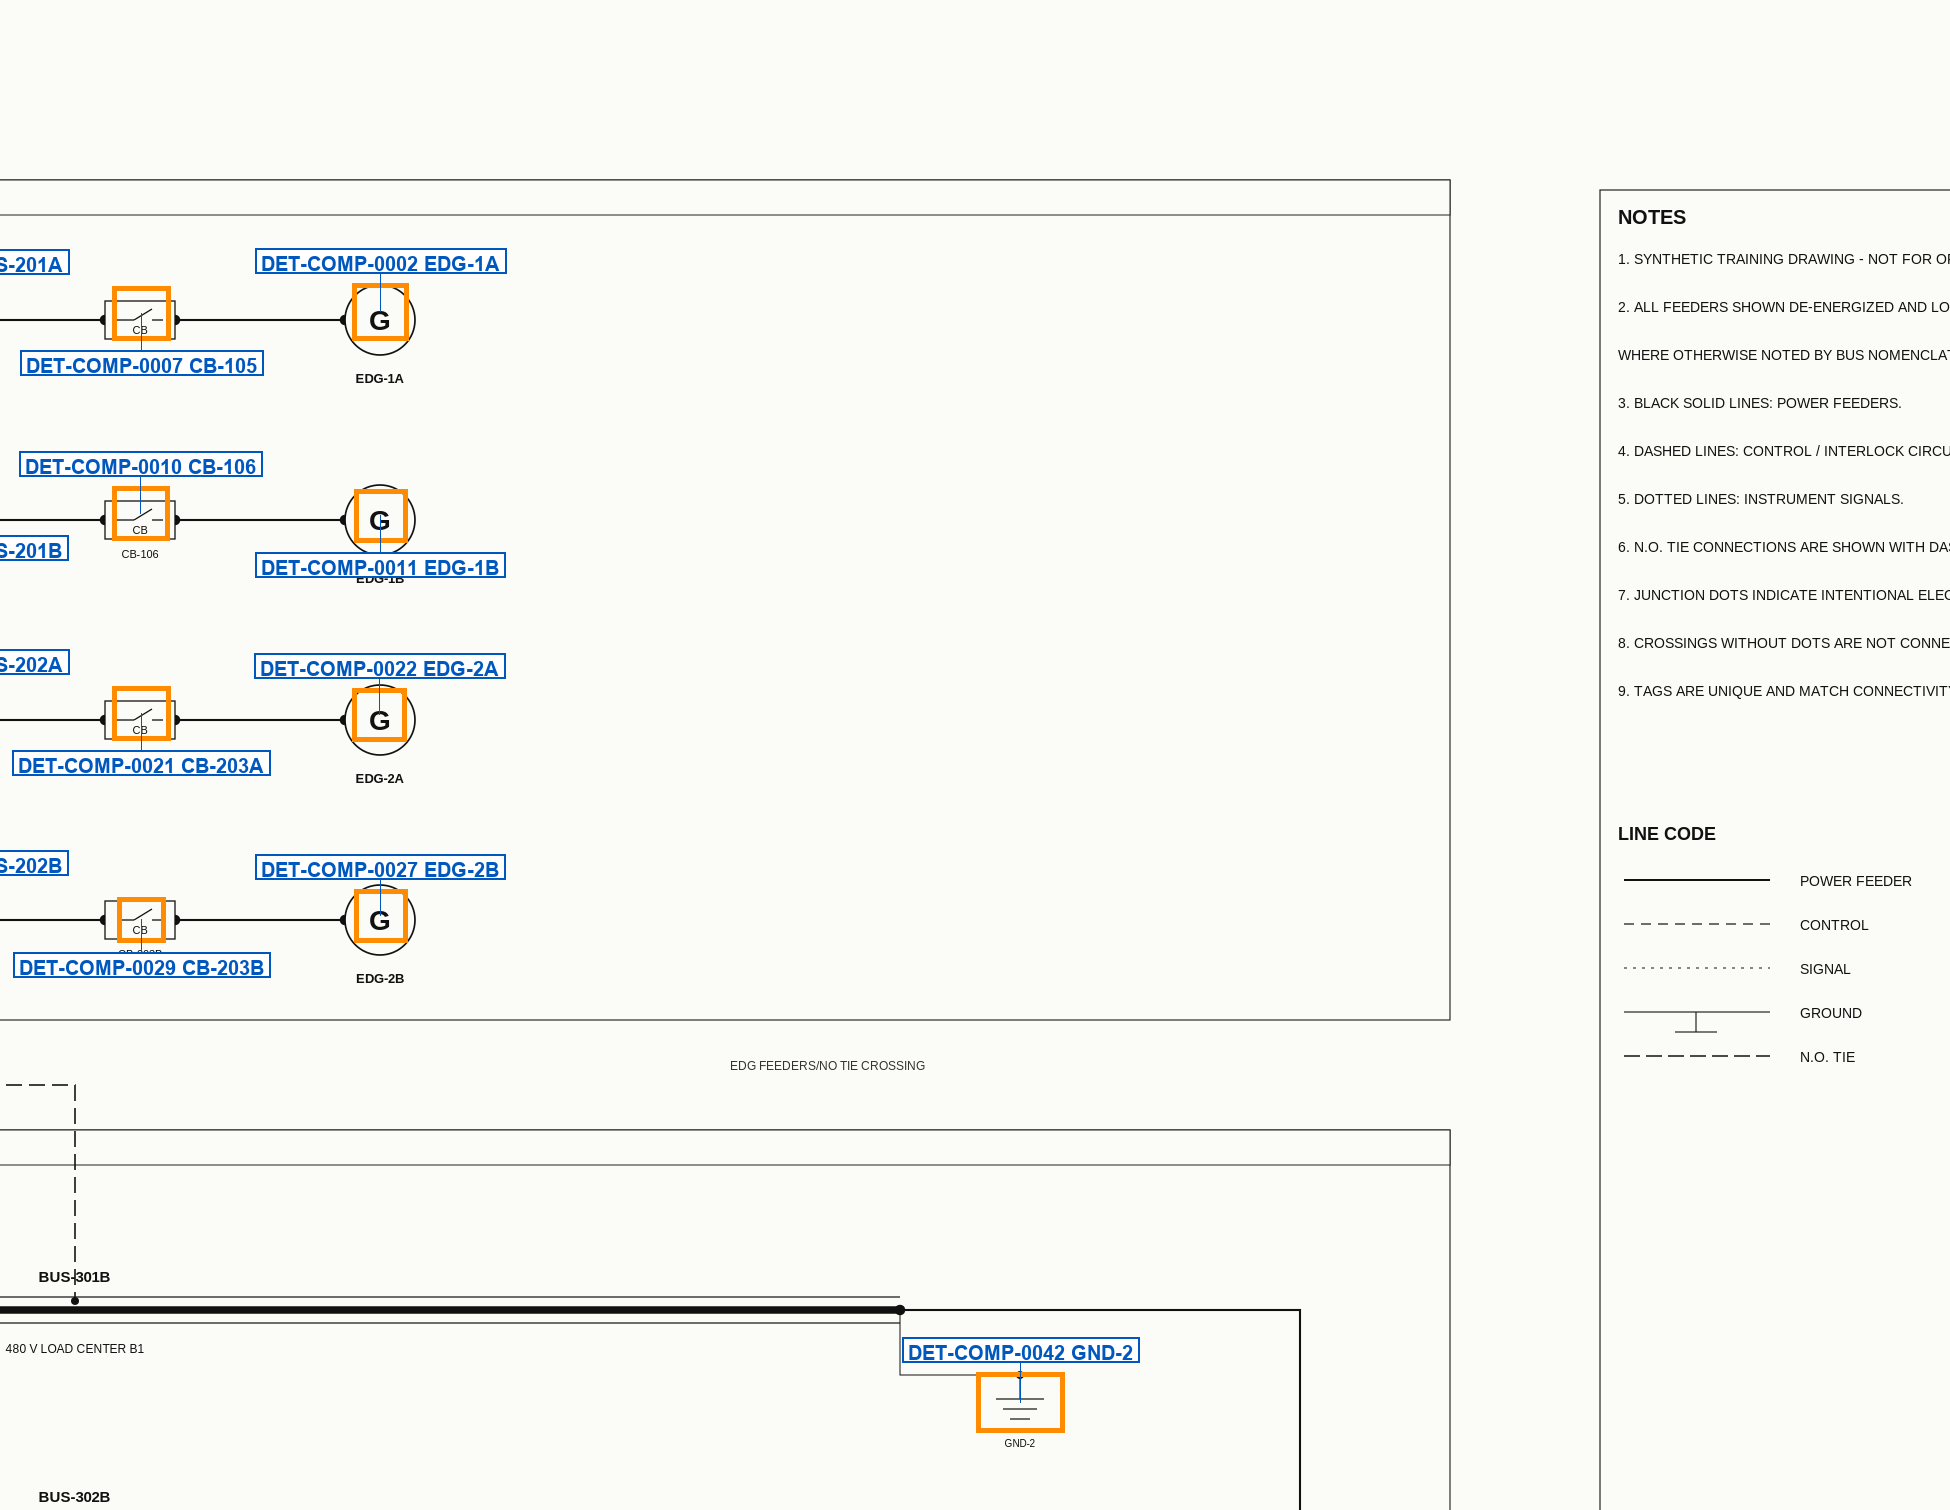 NOTES
1. SYNTHETIC TRAINING DRAWING - NOT FOR
2. ALL FEEDERS SHOWN DE-ENERGIZED AND
WHERE OTHERWISE NOTED BY BUS
3. BLACK SOLID LINES: POWER FEEDERS.
4. DASHED LINES: CONTROL / INTERLOCK
5. DOTTED LINES: INSTRUMENT SIGNALS.
6. N.O. TIE CONNECTIONS ARE SHOWN WITH
7. JUNCTION DOTS INDICATE INTENTIONAL
8. CROSSINGS WITHOUT DOTS ARE NOT
9. TAGS ARE UNIQUE AND MATCH
LINE CODE
POWER FEEDER
CONTROL
SIGNAL
GROUND
N.O. TIE
S-201A
DET-COMP-0002 EDG-1A
CB
G
DET-COMP-0007 CB-105
EDG-1A
DET-COMP-0010 CB-106
CB
G
S-201B
CB-106
DET-COMP-0011 EDG-1B
EDG-1B
S-202A
DET-COMP-0022 EDG-2A
CB
G
DET-COMP-0021 CB-203A
EDG-2A
S-202B
DET-COMP-0027 EDG-2B
CB
G
DET-COMP-0029 CB-203B
EDG-2B
EDG FEEDERS/NO TIE CROSSING
BUS-301B
480 V LOAD CENTER B1
DET-COMP-0042 GND-2
GND-2
BUS-302B